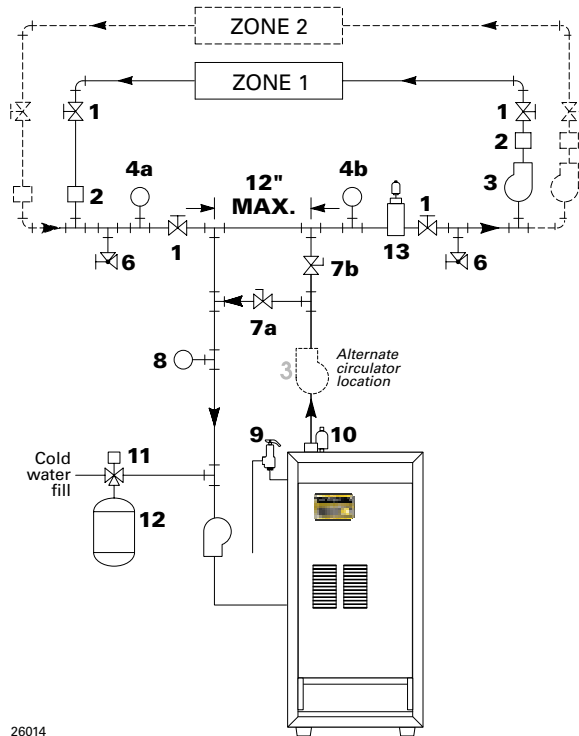 ZONE 2
ZONE 1
1
1
2
3
2
4a
12"
MAX.
4b
1
6
1
13
6
7b
7a
8
3
Alternate
circulator
location
9
10
11
Cold
water
fill
12
26014